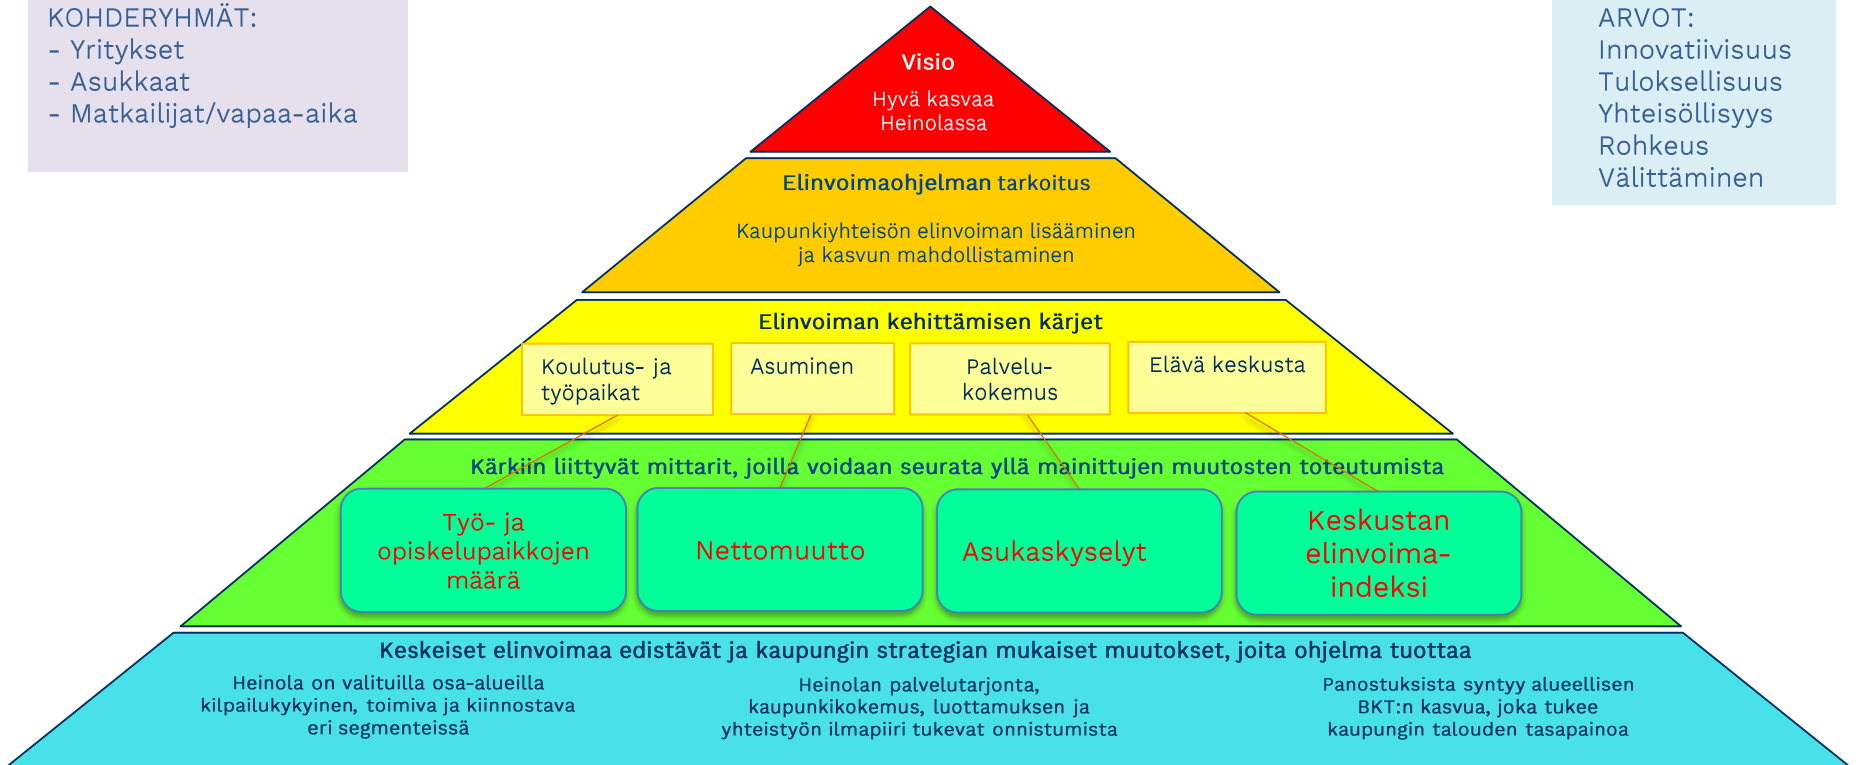 KOHDERYHMÄT:
- Yritykset
- Asukkaat
- Matkailijat/vapaa-aika
ARVOT:
Innovatiivisuus
Tuloksellisuus
Yhteisöllisyys
Rohkeus
Välittäminen
Visio
Hyvä kasvaa
Heinolassa
Elinvoimaohjelman tarkoitus
Kaupunkiyhteisön elinvoiman lisääminen
ja kasvun mahdollistaminen
Elinvoiman kehittämisen kärjet
Koulutus- ja
työpaikat
Asuminen
Palvelu-
kokemus
Elävä keskusta
Kärkiin liittyvät mittarit, joilla voidaan seurata yllä mainittujen muutosten toteutumista
Työ- ja
opiskelupaikkojen
määrä
Nettomuutto
Asukaskyselyt
Keskustan
elinvoima-
indeksi
Keskeiset elinvoimaa edistävät ja kaupungin strategian mukaiset muutokset, joita ohjelma tuottaa
Heinola on valituilla osa-alueilla
kilpailukykyinen, toimiva ja kiinnostava
eri segmenteissä
Heinolan palvelutarjonta,
kaupunkikokemus, luottamuksen ja
yhteistyön ilmapiiri tukevat onnistumista
Panostuksista syntyy alueellisen
BKT:n kasvua, joka tukee
kaupungin talouden tasapainoa